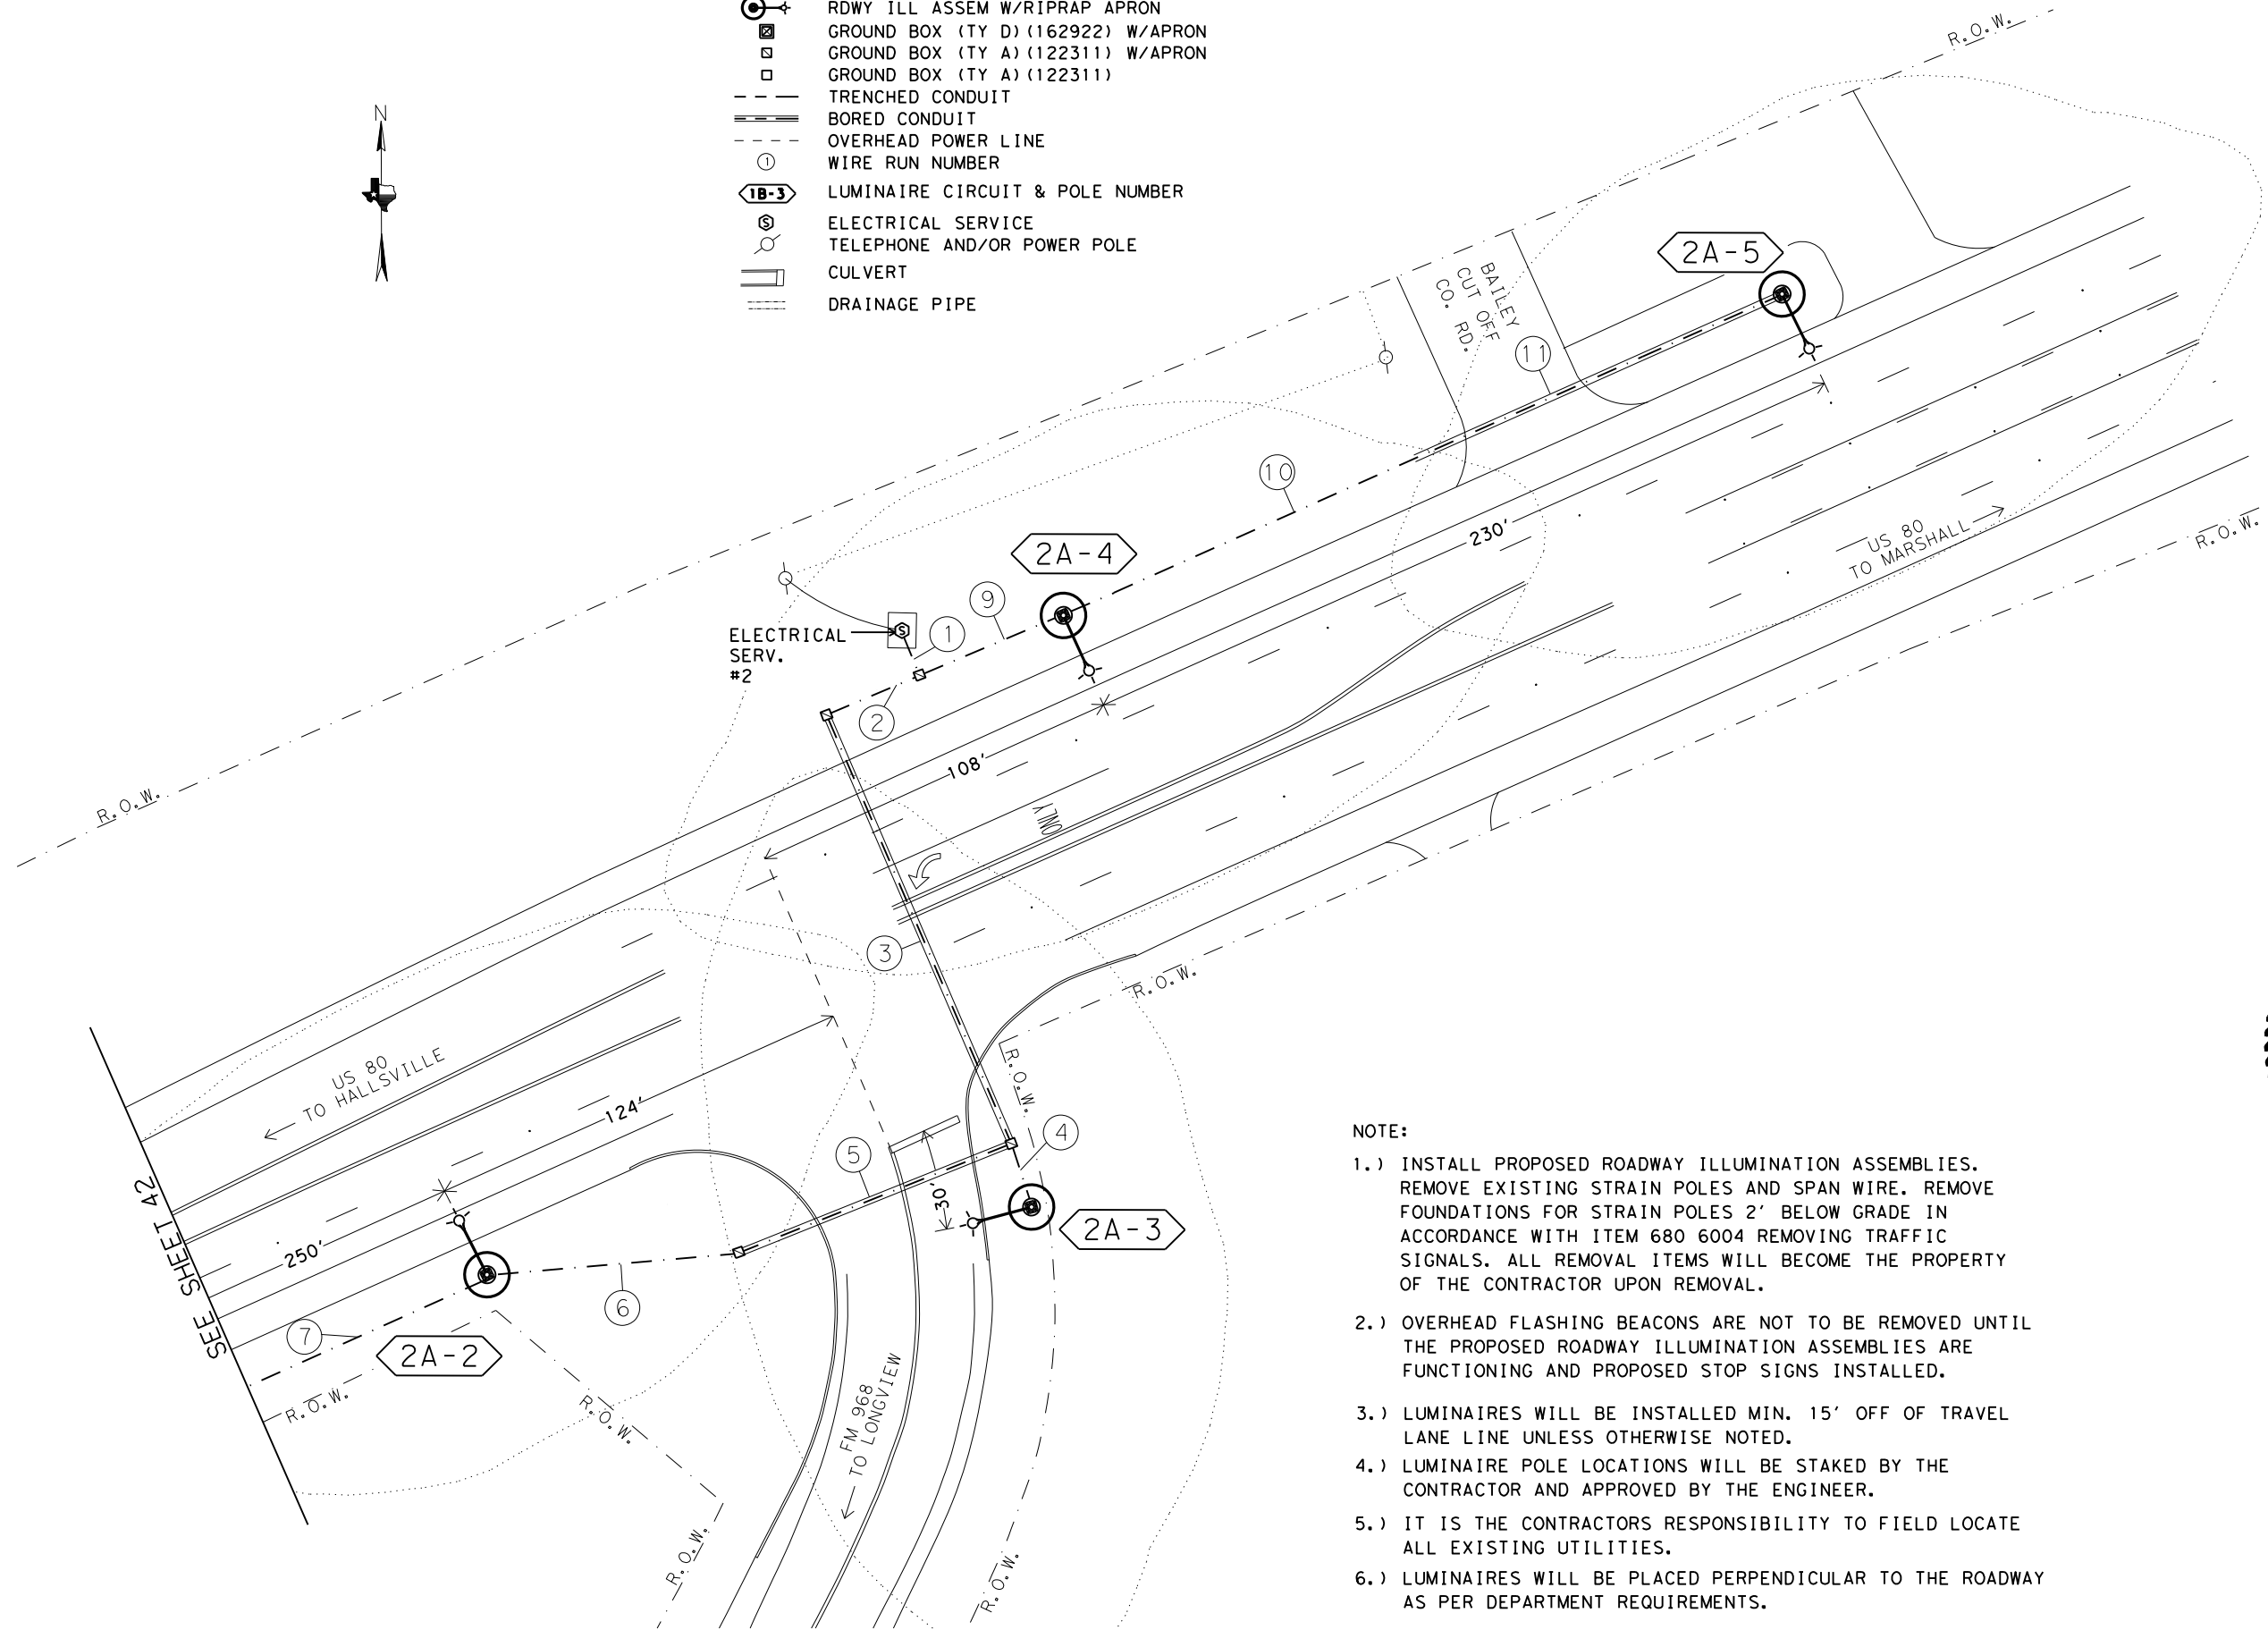 RDWY ILL ASSEM W/RIPRAP APRON
GROUND BOX (TY D)(162922) W/APRON
GROUND BOX (TY A)(122311) W/APRON
GROUND BOX (TY A)(122311)
TRENCHED CONDUIT
BORED CONDUIT
OVERHEAD POWER LINE
1 WIRE RUN NUMBER
1B-3 LUMINAIRE CIRCUIT & POLE NUMBER
S ELECTRICAL SERVICE
TELEPHONE AND/OR POWER POLE
CULVERT
DRAINAGE PIPE
N
R.O.W.
BAILEY
CUT OFF
CO. RD.
2A-5
11
10
230'
US 80
TO MARSHALL
R.O.W.
2A-4
9
1
S
ELECTRICAL
SERV.
#2
2
108'
ONLY
R.O.W.
3
R.O.W.
R.O.W.
US 80
TO HALLSVILLE
124'
5
4
30'
2A-3
SEE SHEET 42
250'
6
7
2A-2
R.O.W.
R.O.W.
FM 968
TO LONGVIEW
R.O.W.
R.O.W.
NOTE:
1.) INSTALL PROPOSED ROADWAY ILLUMINATION ASSEMBLIES.
REMOVE EXISTING STRAIN POLES AND SPAN WIRE. REMOVE
FOUNDATIONS FOR STRAIN POLES 2' BELOW GRADE IN
ACCORDANCE WITH ITEM 680 6004 REMOVING TRAFFIC
SIGNALS. ALL REMOVAL ITEMS WILL BECOME THE PROPERTY
OF THE CONTRACTOR UPON REMOVAL.
2.) OVERHEAD FLASHING BEACONS ARE NOT TO BE REMOVED UNTIL
THE PROPOSED ROADWAY ILLUMINATION ASSEMBLIES ARE
FUNCTIONING AND PROPOSED STOP SIGNS INSTALLED.
3.) LUMINAIRES WILL BE INSTALLED MIN. 15' OFF OF TRAVEL
LANE LINE UNLESS OTHERWISE NOTED.
4.) LUMINAIRE POLE LOCATIONS WILL BE STAKED BY THE
CONTRACTOR AND APPROVED BY THE ENGINEER.
5.) IT IS THE CONTRACTORS RESPONSIBILITY TO FIELD LOCATE
ALL EXISTING UTILITIES.
6.) LUMINAIRES WILL BE PLACED PERPENDICULAR TO THE ROADWAY
AS PER DEPARTMENT REQUIREMENTS.